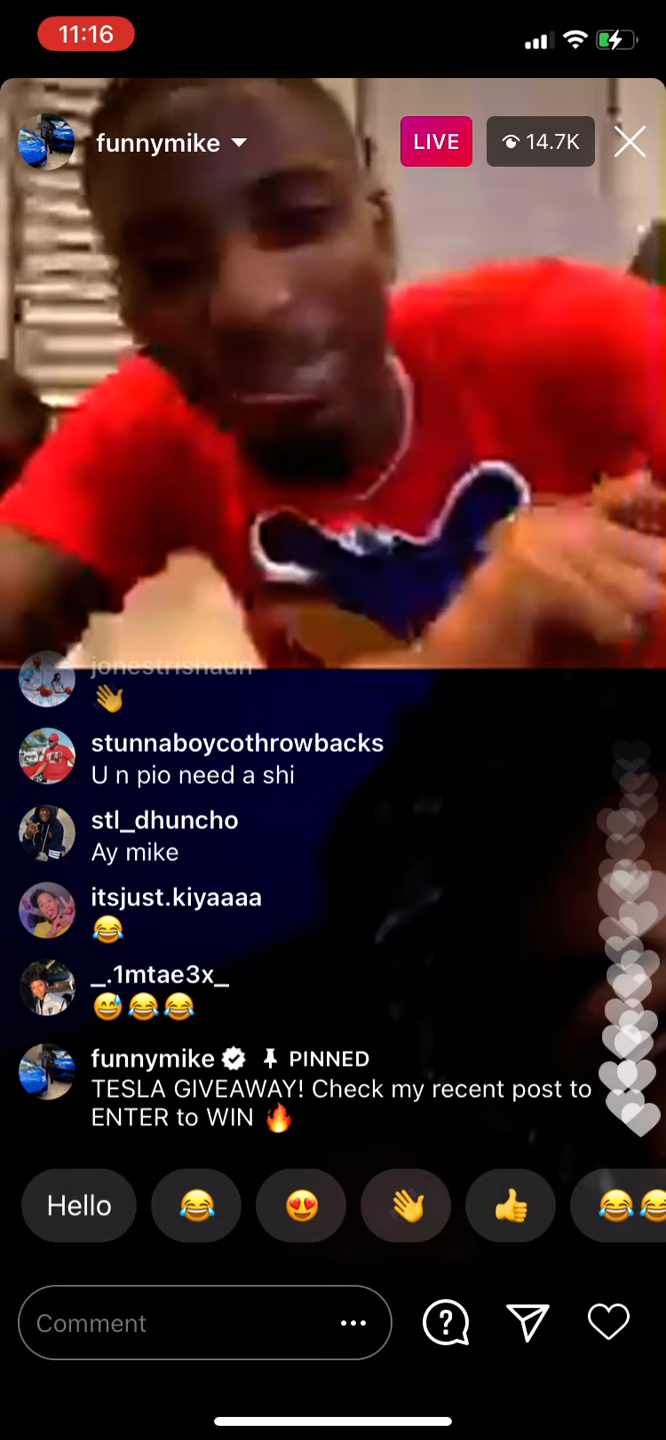 11:16
funnymike
LIVE
14.7K
jonestrishaun
👋
stunnaboycothrowbacks
U n pio need a shi
stl_dhuncho
Ay mike
itsjust.kiyaaaa
😂
_.1mtae3x_
😅😂😂
funnymike PINNED
TESLA GIVEAWAY! Check my recent post to
ENTER to WIN 🔥
Hello 😂 😍 👋 👍 😂😂
Comment